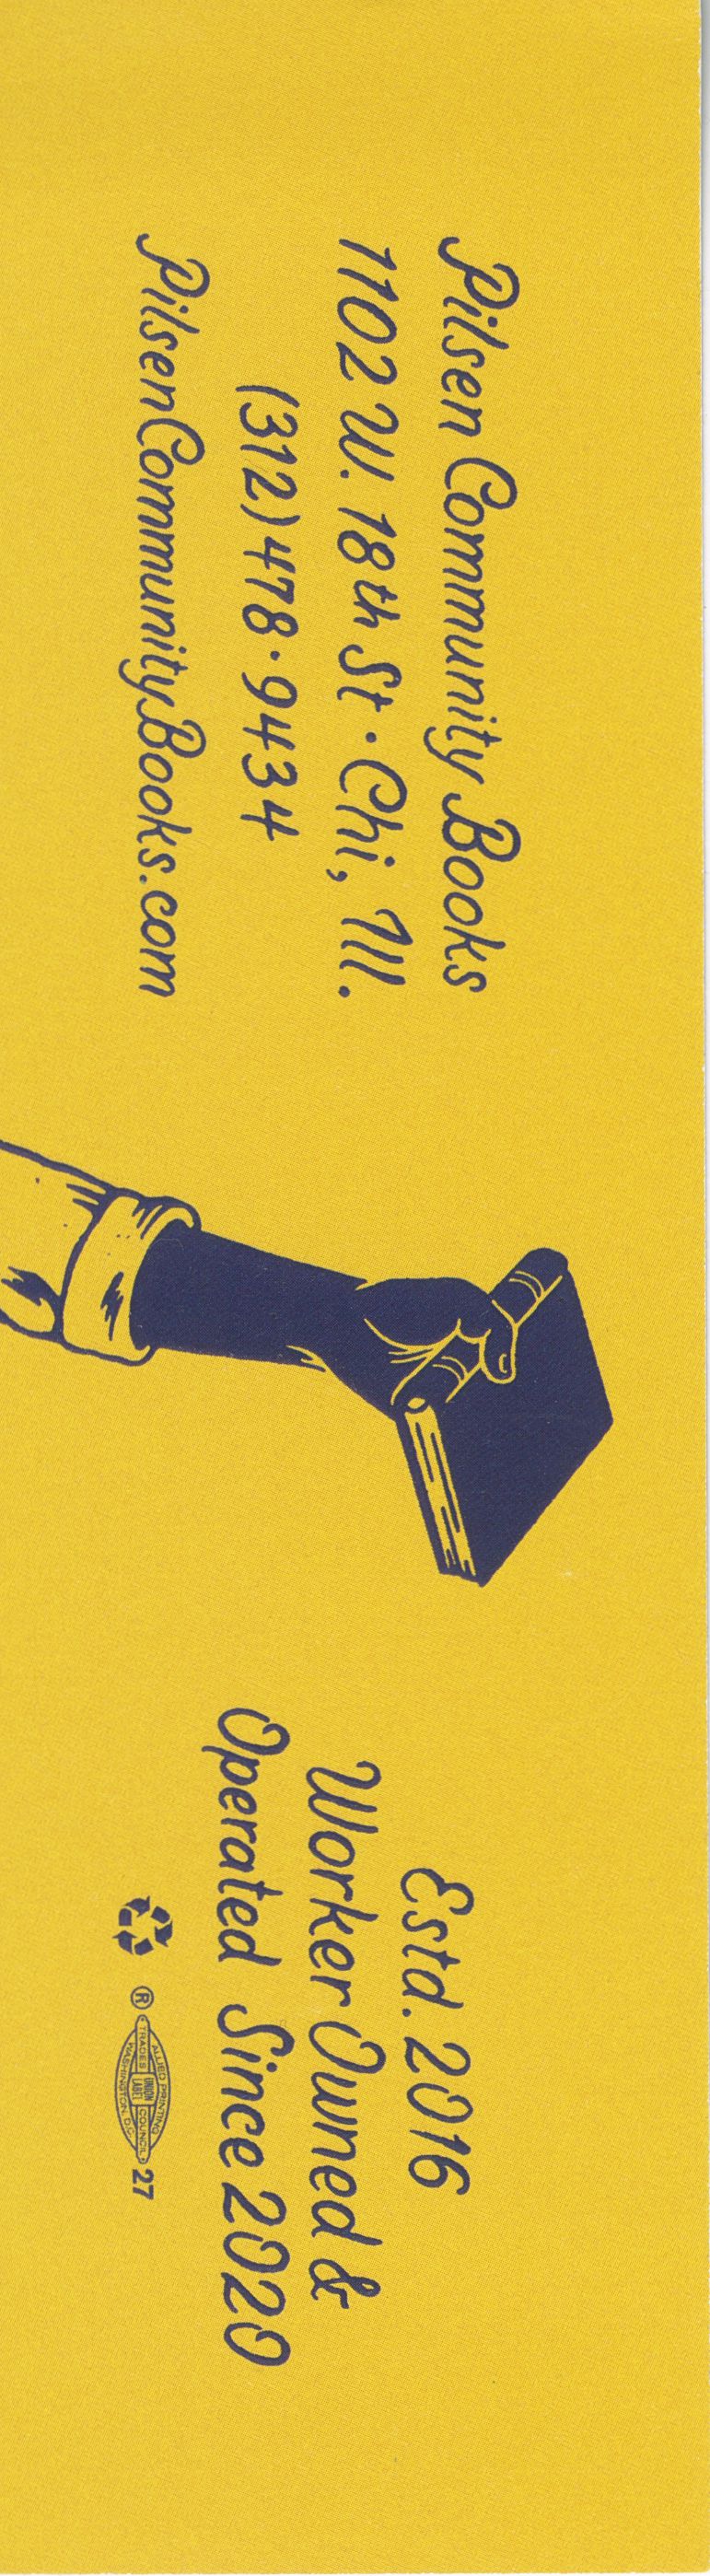 Pilsen Community Books
1102 W. 18th St · Chi, Ill.
(312) 478·9434
PilsenCommunityBooks.com
Estd. 2016
Worker Owned &
Operated Since 2020
® ALLIED PRINTING TRADES UNION LABEL COUNCIL WASHINGTON, D.C. 27